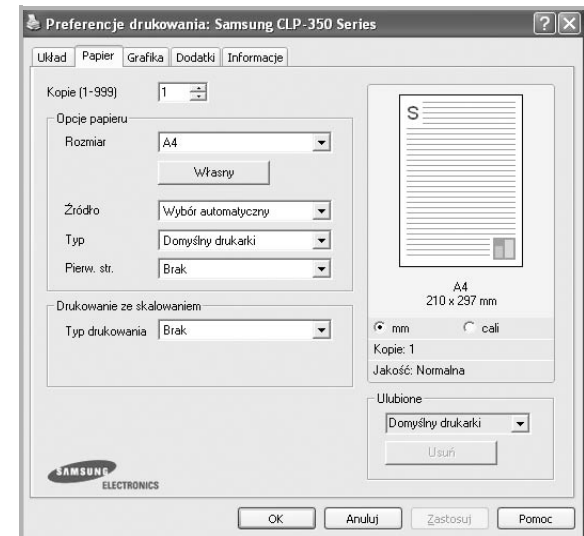 Preferencje drukowania: Samsung CLP-350 Series
Układ Papier Grafika Dodatki Informacje
Kopie (1-999) 1
Opcje papieru
Rozmiar A4
Własny
Źródło Wybór automatyczny
Typ Domyślny drukarki
Pierw. str. Brak
Drukowanie ze skalowaniem
Typ drukowania Brak
S
A4
210 x 297 mm
mm cali
Kopie: 1
Jakość: Normalna
Ulubione
Domyślny drukarki
Usuń
SAMSUNG
ELECTRONICS
OK Anuluj Zastosuj Pomoc